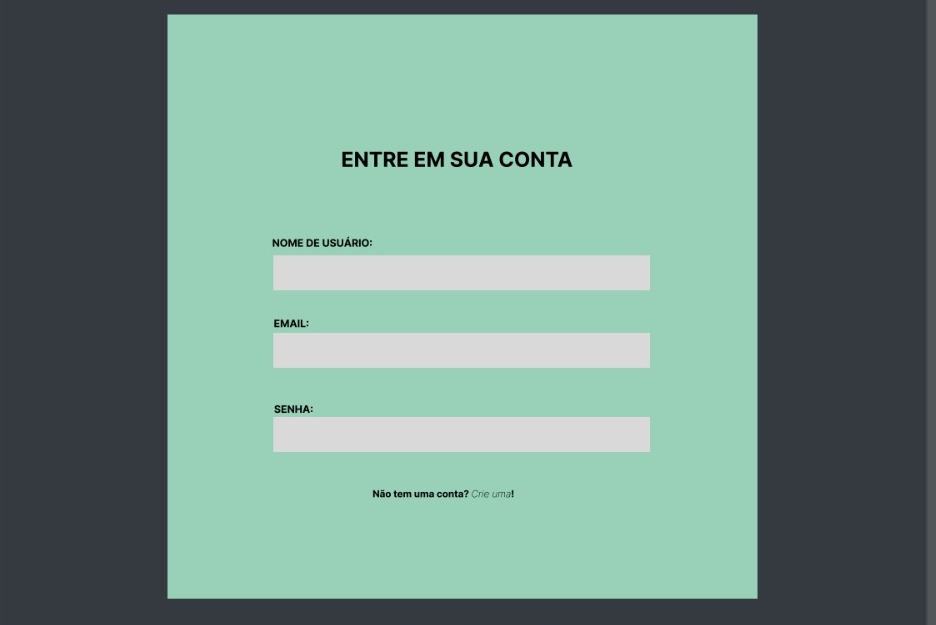 ENTRE EM SUA CONTA
NOME DE USUÁRIO:
EMAIL:
SENHA:
Não tem uma conta? Crie uma!